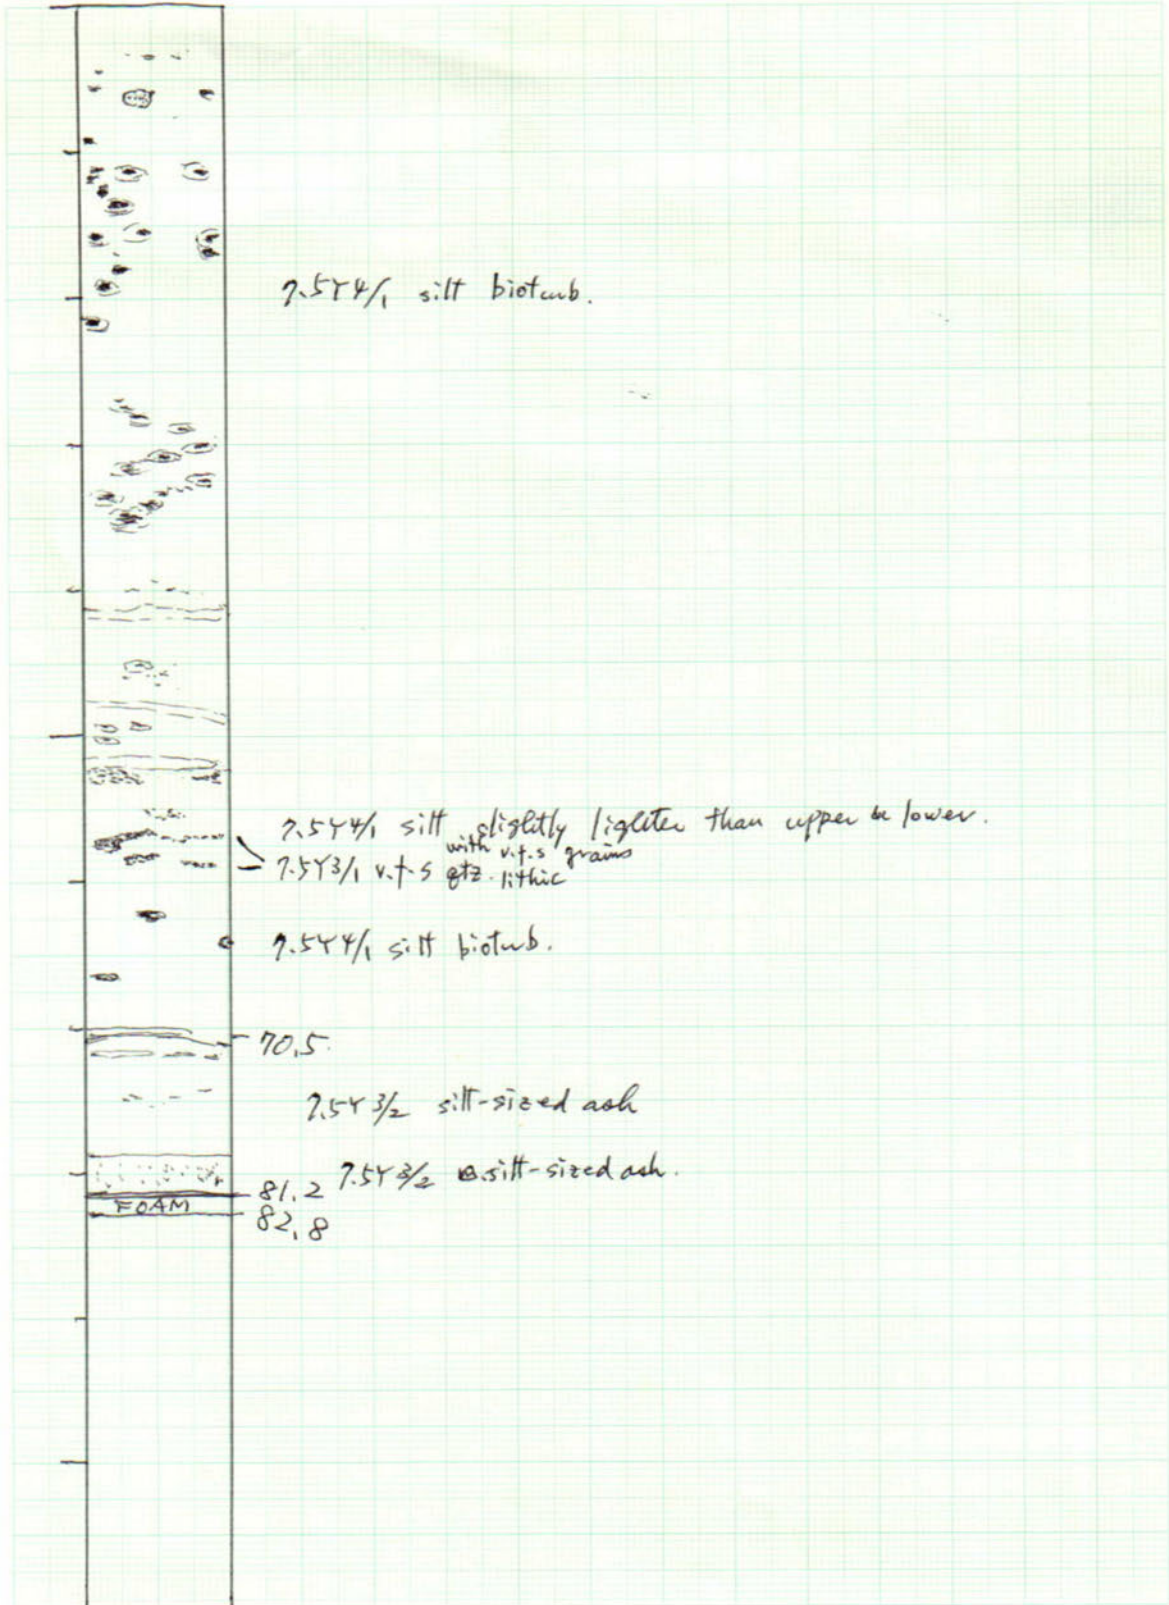 7.5Y4/1 silt bioturb.
7.5Y4/1 silt slightly lighter than upper & lower.
with v.f.s grains
7.5Y3/1 v.f.s qtz. lithic
7.5Y4/1 silt bioturb.
70.5
7.5Y 3/2 silt-sized ash
7.5Y 3/2 silt-sized ash.
81.2
FOAM
82.8